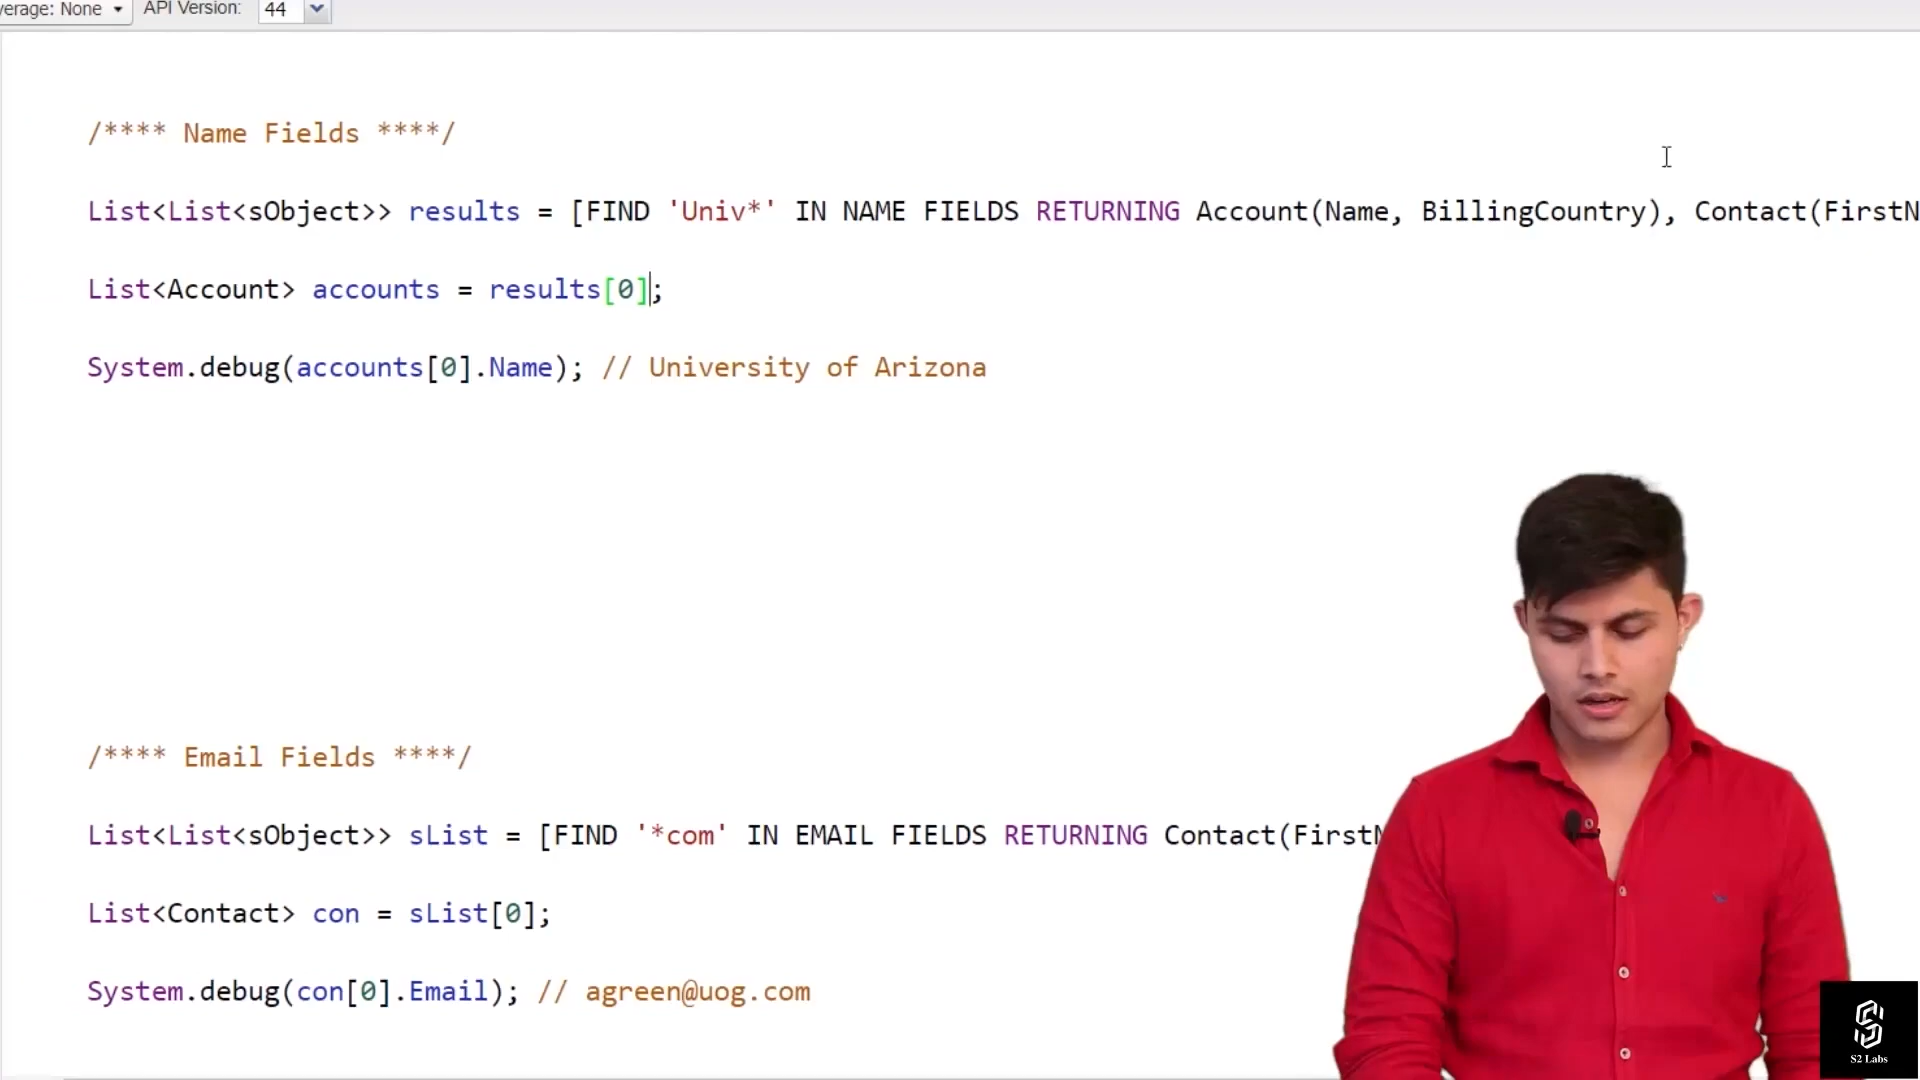 verage: None API Version: 44
/**** Name Fields ****/
List<List<sObject>> results = [FIND 'Univ*' IN NAME FIELDS RETURNING Account(Name, BillingCountry), Contact(FirstN
List<Account> accounts = results[0];
System.debug(accounts[0].Name); // University of Arizona
/**** Email Fields ****/
List<List<sObject>> sList = [FIND '*com' IN EMAIL FIELDS RETURNING Contact(FirstN
List<Contact> con = sList[0];
System.debug(con[0].Email); // agreen@uog.com
S2 Labs